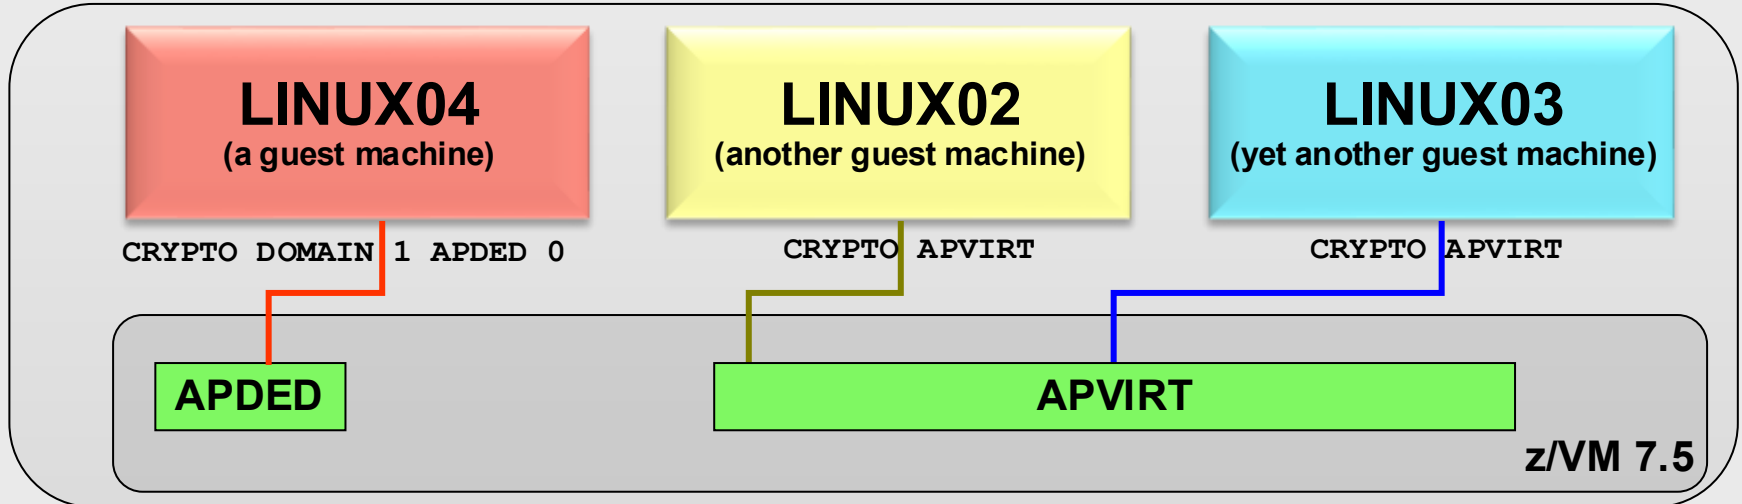 LINUX04
(a guest machine)
LINUX02
(another guest machine)
LINUX03
(yet another guest machine)
CRYPTO DOMAIN 1 APDED 0
CRYPTO APVIRT
CRYPTO APVIRT
APDED
APVIRT
z/VM 7.5